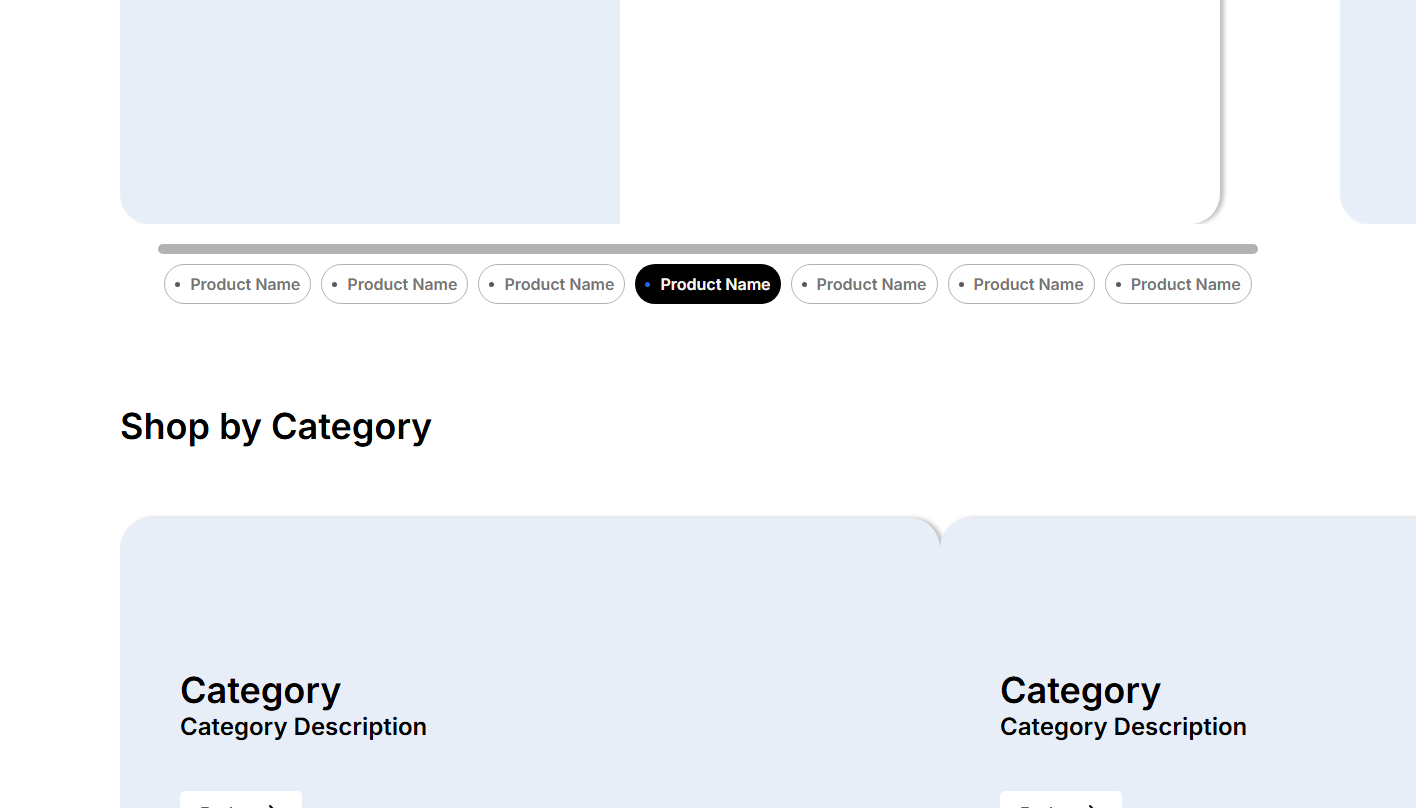 • Product Name • Product Name • Product Name • Product Name • Product Name • Product Name • Product Name
Shop by Category
Category Category
Category Description Category Description